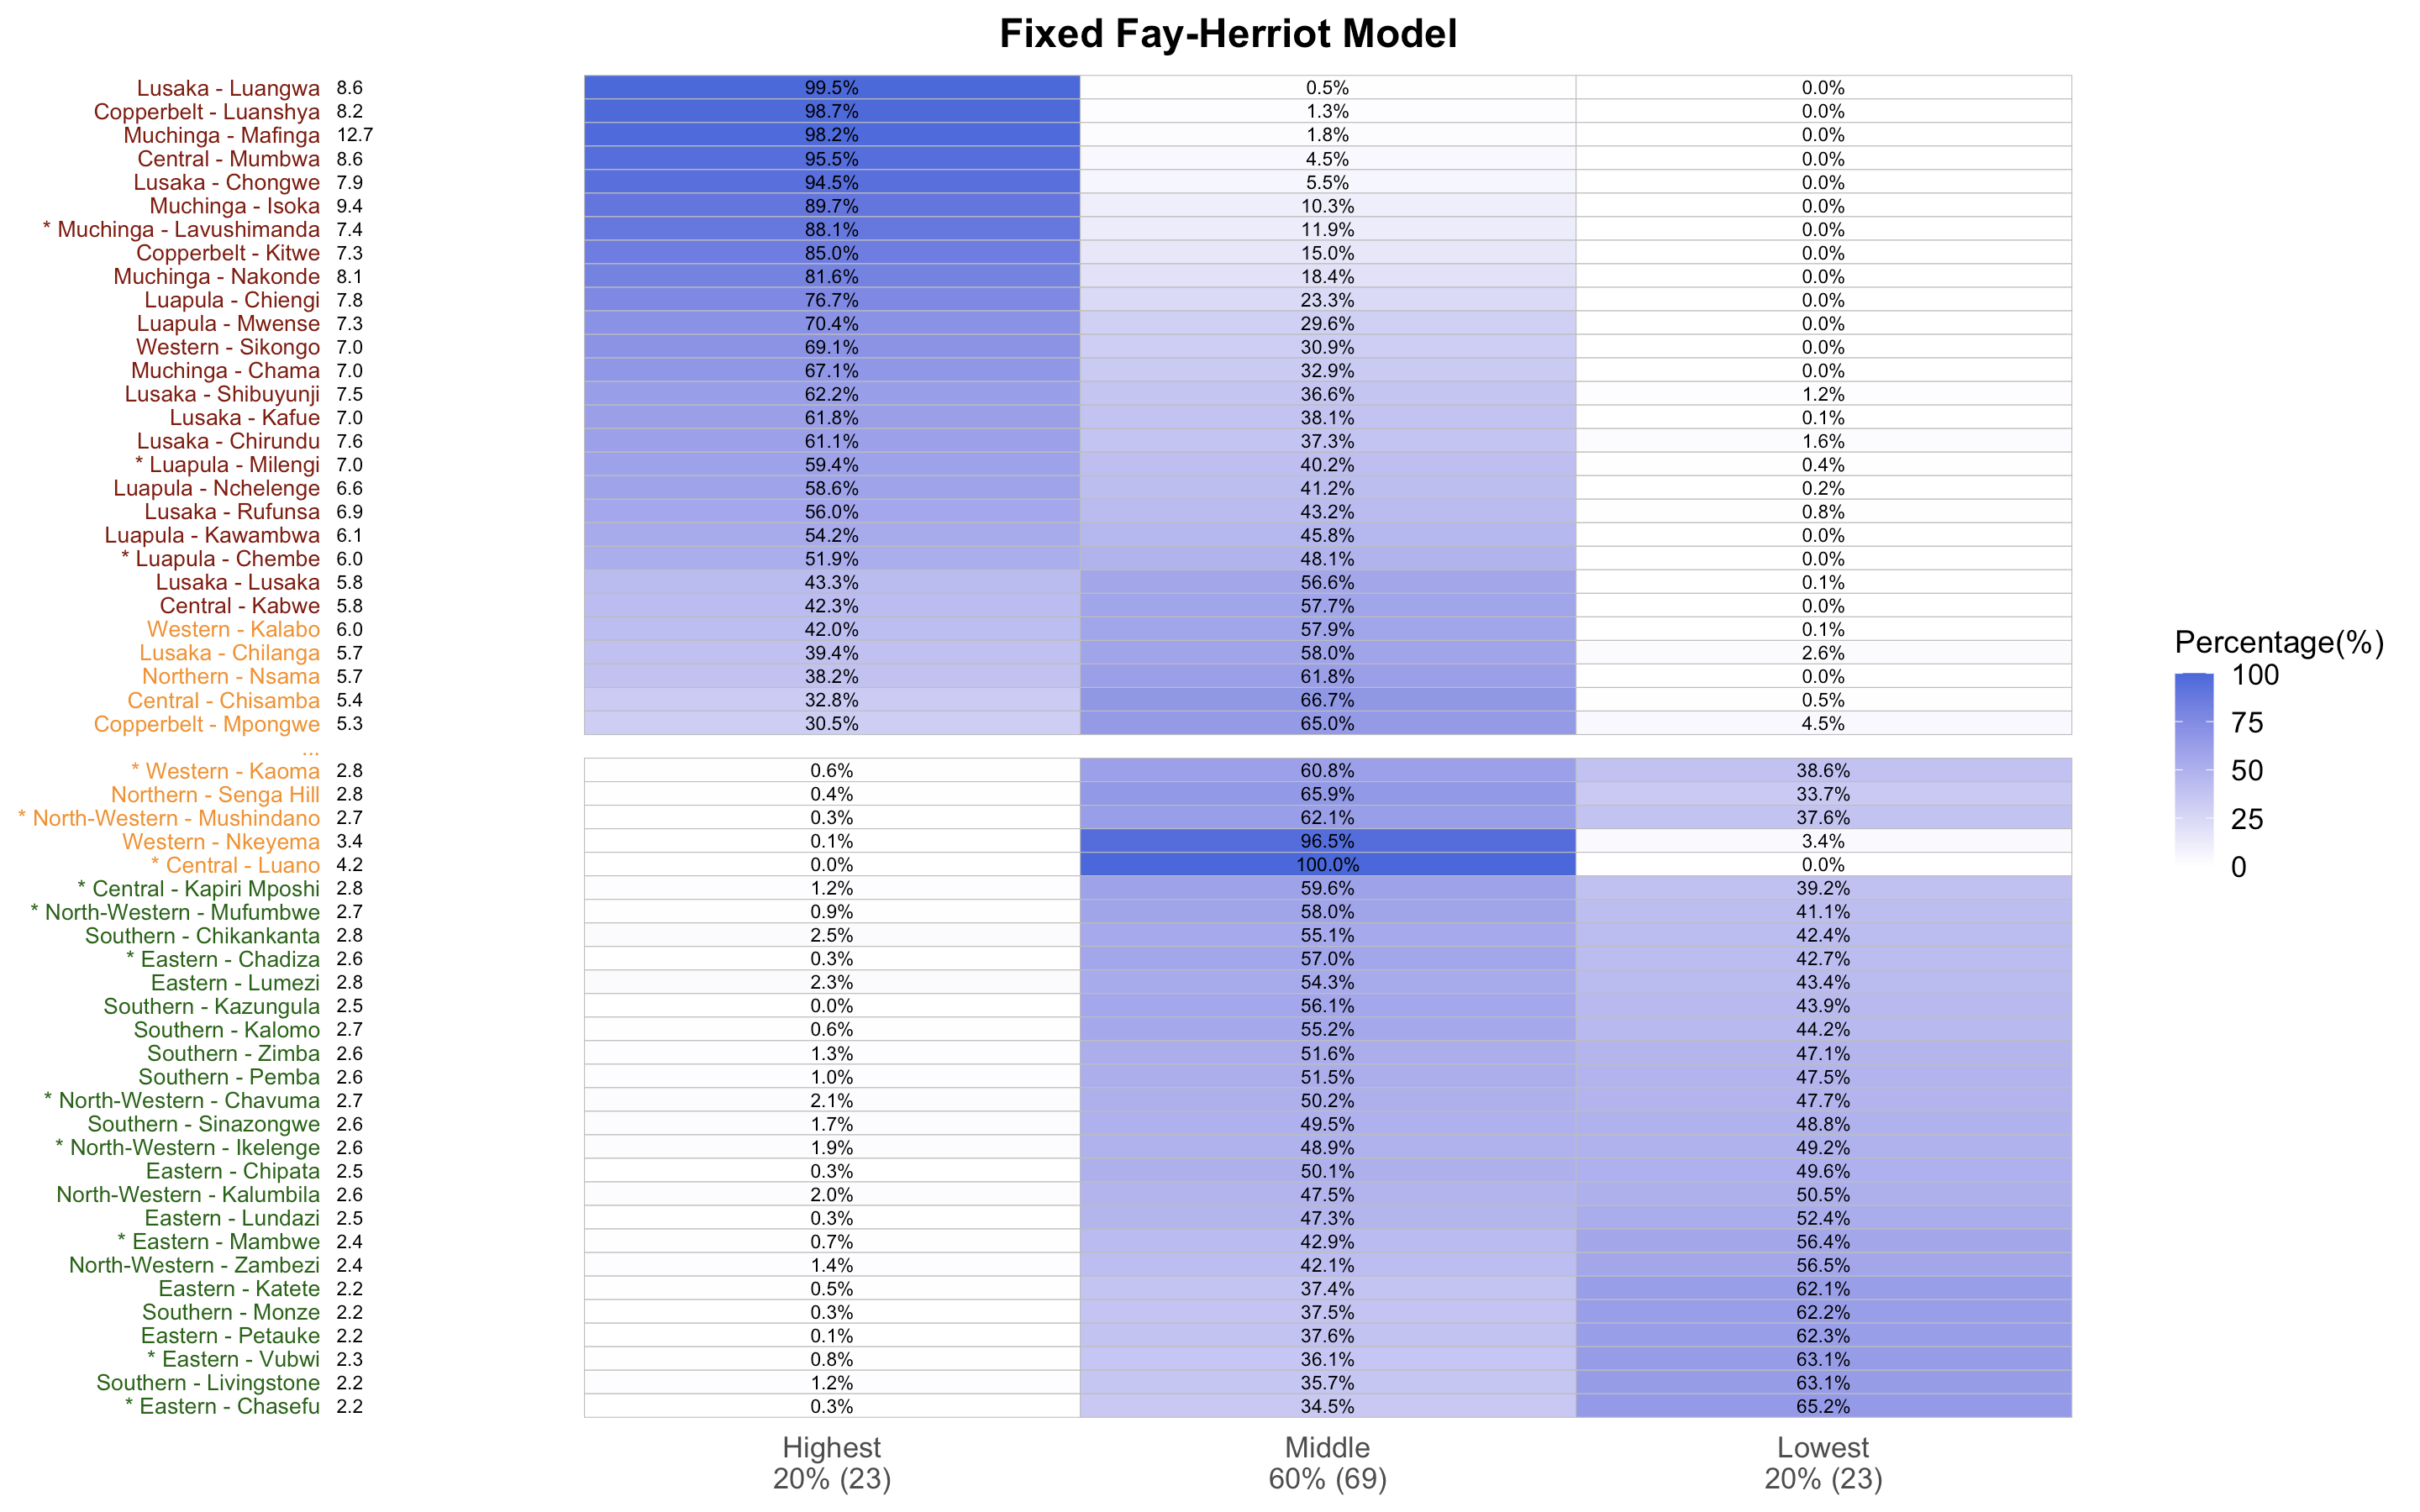 Fixed Fay-Herriot Model
Lusaka - Luangwa 8.6 99.5% 0.5% 0.0%
Copperbelt - Luanshya 8.2 98.7% 1.3% 0.0%
Muchinga - Mafinga 12.7 98.2% 1.8% 0.0%
Central - Mumbwa 8.6 95.5% 4.5% 0.0%
Lusaka - Chongwe 7.9 94.5% 5.5% 0.0%
Muchinga - Isoka 9.4 89.7% 10.3% 0.0%
* Muchinga - Lavushimanda 7.4 88.1% 11.9% 0.0%
Copperbelt - Kitwe 7.3 85.0% 15.0% 0.0%
Muchinga - Nakonde 8.1 81.6% 18.4% 0.0%
Luapula - Chiengi 7.8 76.7% 23.3% 0.0%
Luapula - Mwense 7.3 70.4% 29.6% 0.0%
Western - Sikongo 7.0 69.1% 30.9% 0.0%
Muchinga - Chama 7.0 67.1% 32.9% 0.0%
Lusaka - Shibuyunji 7.5 62.2% 36.6% 1.2%
Lusaka - Kafue 7.0 61.8% 38.1% 0.1%
Lusaka - Chirundu 7.6 61.1% 37.3% 1.6%
* Luapula - Milengi 7.0 59.4% 40.2% 0.4%
Luapula - Nchelenge 6.6 58.6% 41.2% 0.2%
Lusaka - Rufunsa 6.9 56.0% 43.2% 0.8%
Luapula - Kawambwa 6.1 54.2% 45.8% 0.0%
* Luapula - Chembe 6.0 51.9% 48.1% 0.0%
Lusaka - Lusaka 5.8 43.3% 56.6% 0.1%
Central - Kabwe 5.8 42.3% 57.7% 0.0%
Western - Kalabo 6.0 42.0% 57.9% 0.1%
Lusaka - Chilanga 5.7 39.4% 58.0% 2.6%
Northern - Nsama 5.7 38.2% 61.8% 0.0%
Central - Chisamba 5.4 32.8% 66.7% 0.5%
Copperbelt - Mpongwe 5.3 30.5% 65.0% 4.5%
...
* Western - Kaoma 2.8 0.6% 60.8% 38.6%
Northern - Senga Hill 2.8 0.4% 65.9% 33.7%
* North-Western - Mushindano 2.7 0.3% 62.1% 37.6%
Western - Nkeyema 3.4 0.1% 96.5% 3.4%
* Central - Luano 4.2 0.0% 100.0% 0.0%
* Central - Kapiri Mposhi 2.8 1.2% 59.6% 39.2%
* North-Western - Mufumbwe 2.7 0.9% 58.0% 41.1%
Southern - Chikankanta 2.8 2.5% 55.1% 42.4%
* Eastern - Chadiza 2.6 0.3% 57.0% 42.7%
Eastern - Lumezi 2.8 2.3% 54.3% 43.4%
Southern - Kazungula 2.5 0.0% 56.1% 43.9%
Southern - Kalomo 2.7 0.6% 55.2% 44.2%
Southern - Zimba 2.6 1.3% 51.6% 47.1%
Southern - Pemba 2.6 1.0% 51.5% 47.5%
* North-Western - Chavuma 2.7 2.1% 50.2% 47.7%
Southern - Sinazongwe 2.6 1.7% 49.5% 48.8%
* North-Western - Ikelenge 2.6 1.9% 48.9% 49.2%
Eastern - Chipata 2.5 0.3% 50.1% 49.6%
North-Western - Kalumbila 2.6 2.0% 47.5% 50.5%
Eastern - Lundazi 2.5 0.3% 47.3% 52.4%
* Eastern - Mambwe 2.4 0.7% 42.9% 56.4%
North-Western - Zambezi 2.4 1.4% 42.1% 56.5%
Eastern - Katete 2.2 0.5% 37.4% 62.1%
Southern - Monze 2.2 0.3% 37.5% 62.2%
Eastern - Petauke 2.2 0.1% 37.6% 62.3%
* Eastern - Vubwi 2.3 0.8% 36.1% 63.1%
Southern - Livingstone 2.2 1.2% 35.7% 63.1%
* Eastern - Chasefu 2.2 0.3% 34.5% 65.2%
Highest Middle Lowest
20% (23) 60% (69) 20% (23)
Percentage(%)
100
75
50
25
0